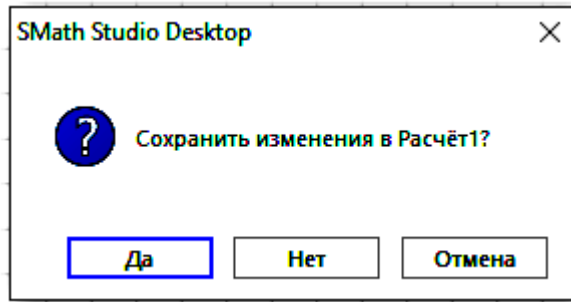 SMath Studio Desktop
Сохранить изменения в Расчёт1?
Да Нет Отмена